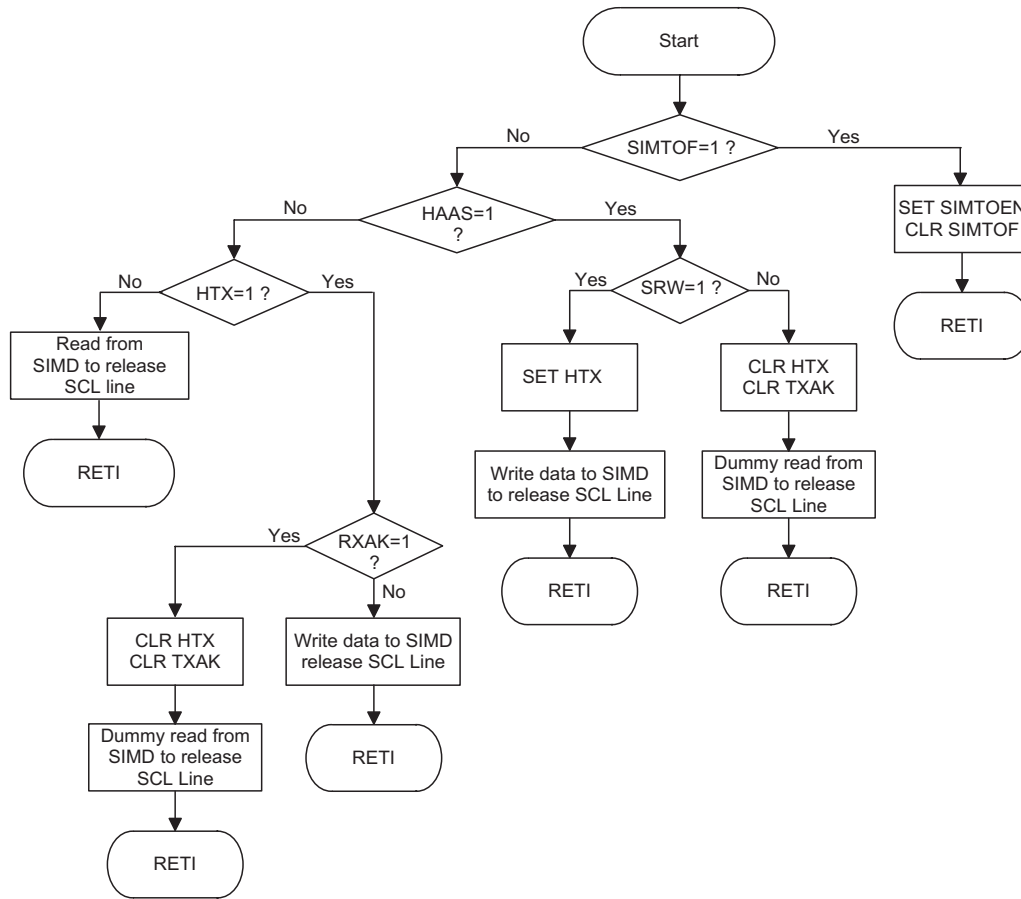 Start
No
SIMTOF=1 ?
Yes
No
HAAS=1
?
Yes
SET SIMTOEN
CLR SIMTOF
No
HTX=1 ?
Yes
Yes
SRW=1 ?
No
RETI
Read from
SIMD to release
SCL line
SET HTX
CLR HTX
CLR TXAK
RETI
Write data to SIMD
to release SCL Line
Dummy read from
SIMD to release
SCL Line
Yes
RXAK=1
?
No
RETI
RETI
CLR HTX
CLR TXAK
Write data to SIMD
release SCL Line
Dummy read from
SIMD to release
SCL Line
RETI
RETI